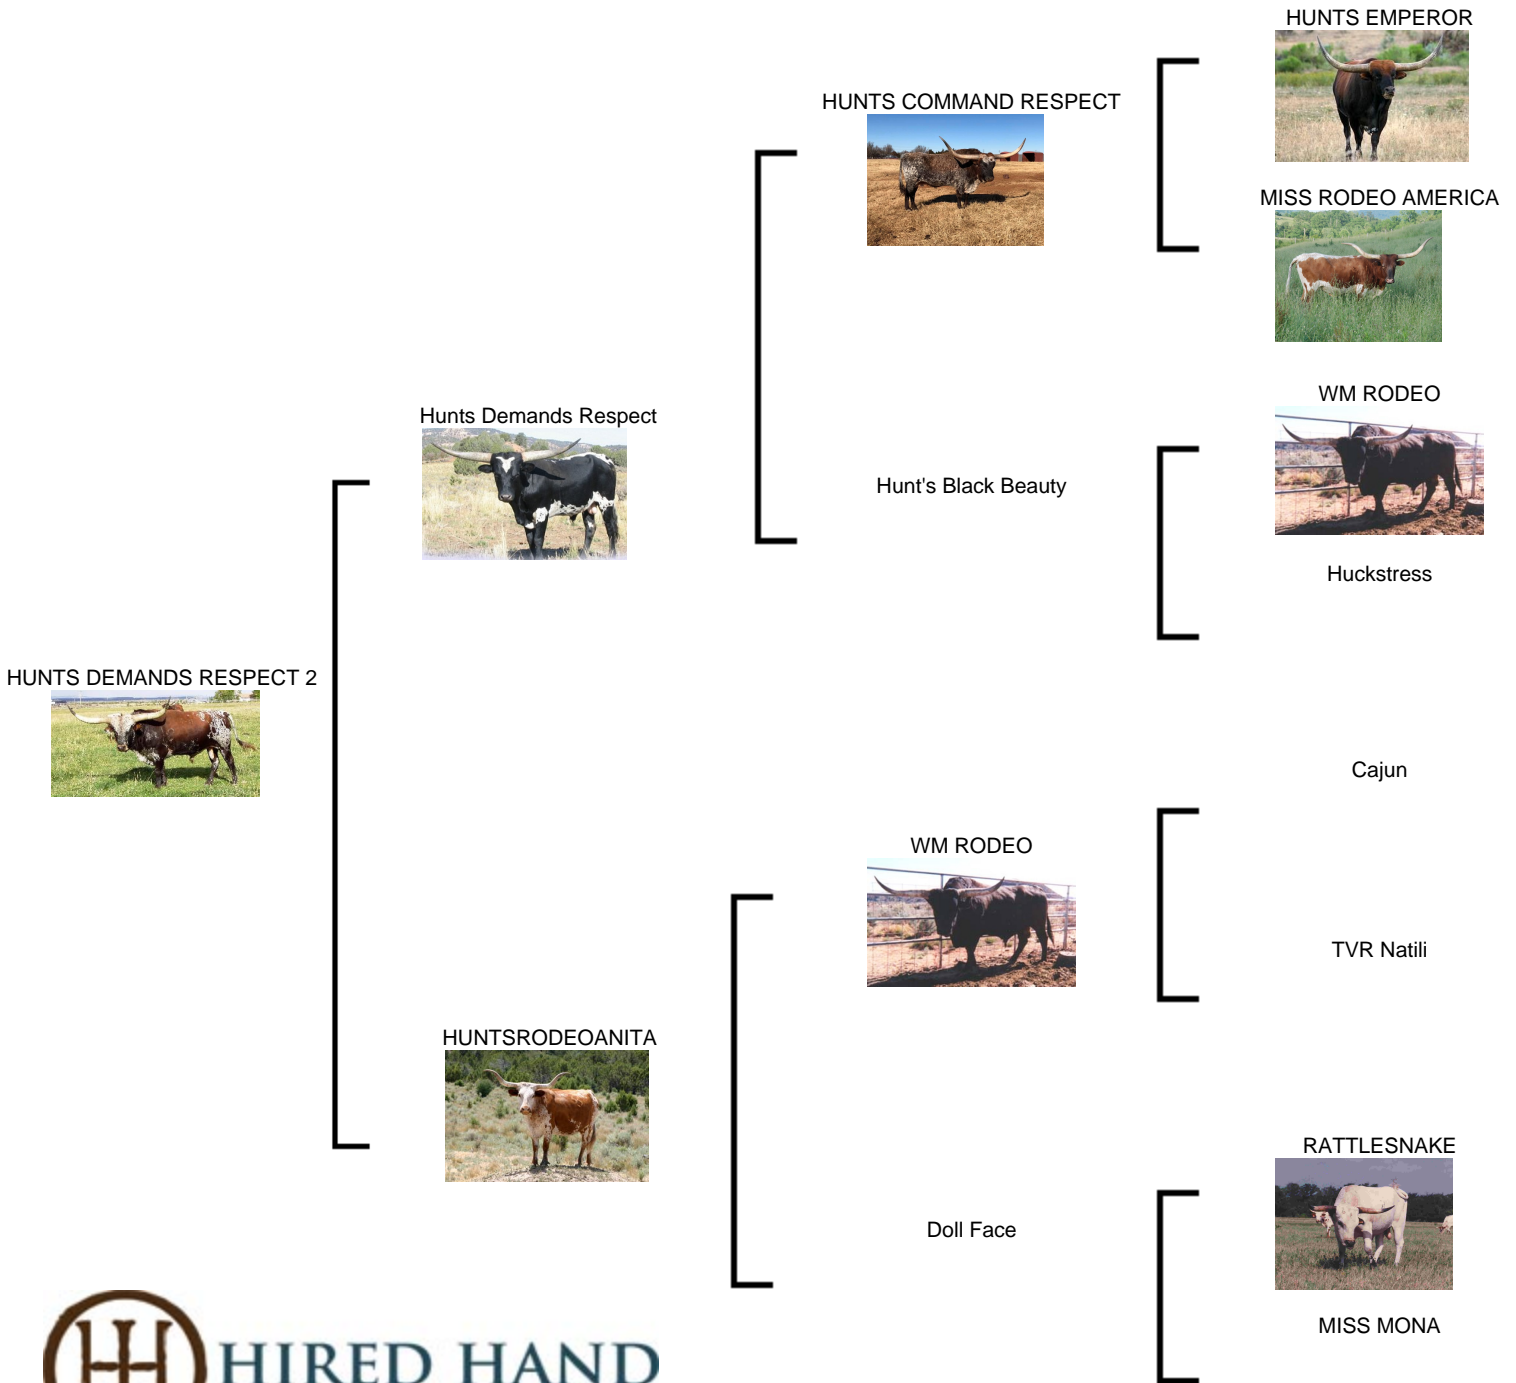 HUNTS EMPEROR
HUNTS COMMAND RESPECT
MISS RODEO AMERICA
WM RODEO
Hunts Demands Respect
Hunt's Black Beauty
Huckstress
HUNTS DEMANDS RESPECT 2
Cajun
WM RODEO
TVR Natili
HUNTSRODEOANITA
RATTLESNAKE
Doll Face
MISS MONA
HIRED HAND